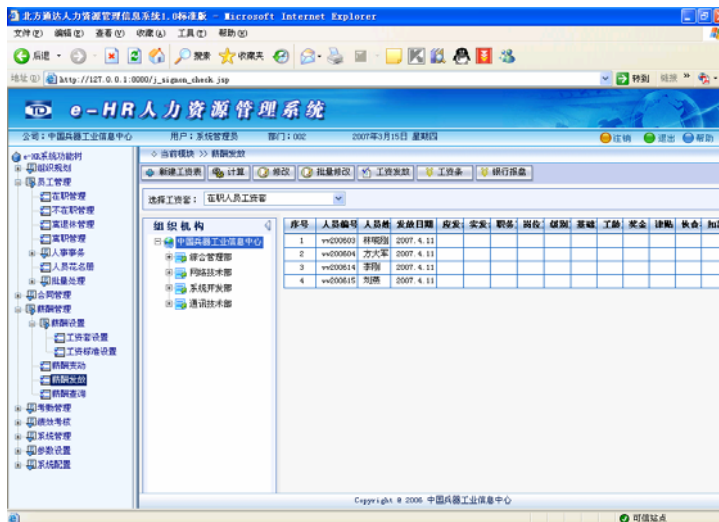 北方通达人力资源管理信息系统1.0标准版 - Microsoft Internet Explorer
文件(F) 编辑(E) 查看(V) 收藏(A) 工具(T) 帮助(H)
后退 搜索 收藏夹
地址(D) http://127.0.0.1:8080/j_signon_check.jsp 转到 链接 »
e-HR人力资源管理系统
公司：中国兵器工业信息中心 用户：系统管理员 部门：002 2007年3月15日 星期四 注销 退出 帮助
e-HR系统功能树
组织规划
员工管理
在职管理
不在职管理
离退休管理
离职管理
人事事务
人员花名册
批量处理
合同管理
薪酬管理
薪酬设置
工资套设置
工资标准设置
薪酬变动
薪酬发放
薪酬查询
考勤管理
绩效考核
系统管理
参数设置
系统配置
◇ 当前模块 >> 薪酬发放
新建工资表 计算 修改 批量修改 工资发放 工资条 银行报盘
选择工资套： 在职人员工资套
组织机构
中国兵器工业信息中心
综合管理部
网络技术部
系统开发部
通讯技术部
序号 人员编号 人员姓 发放日期 应发 实发 职务 岗位 级别 基础 工龄 奖金 津贴 伙食 扣
1 vv200603 林晓刚 2007.4.11
2 vv200604 方大军 2007.4.11
3 vv200614 李刚 2007.4.11
4 vv200615 刘燕 2007.4.11
Copyright © 2006 中国兵器工业信息中心
可信站点